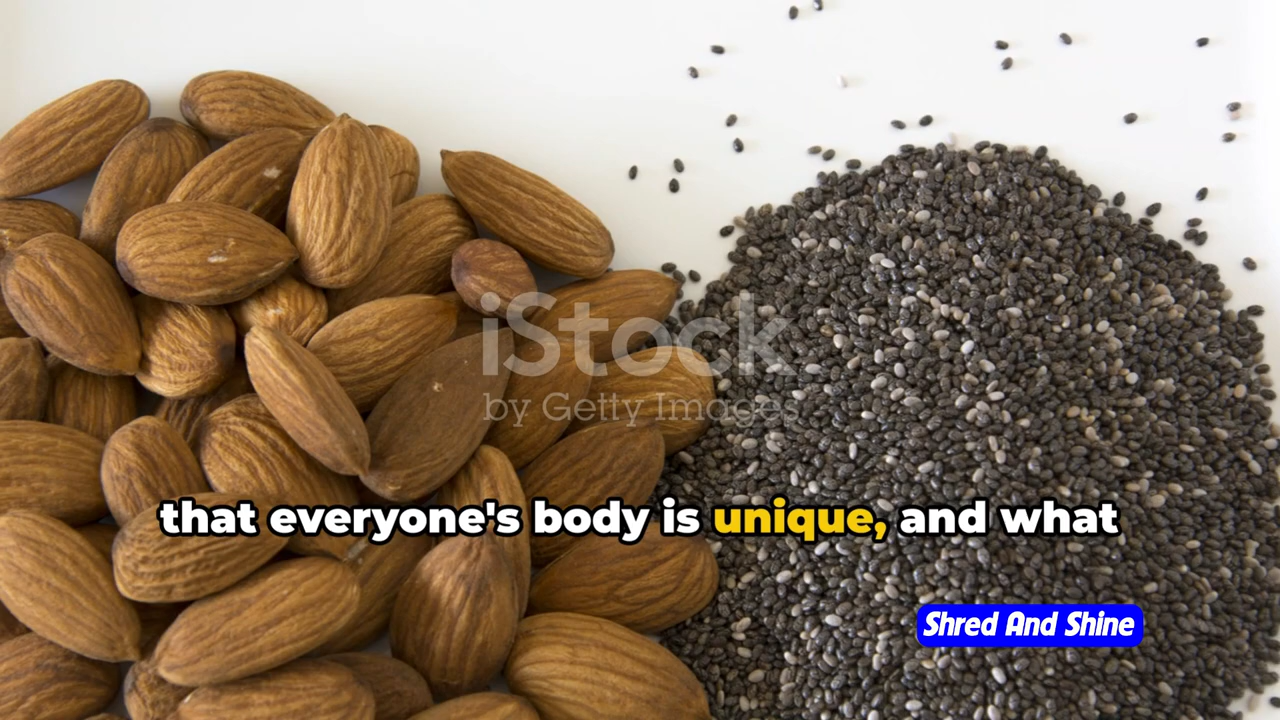 iStock
by Getty Images
that everyone's body is unique, and what
Shred And Shine